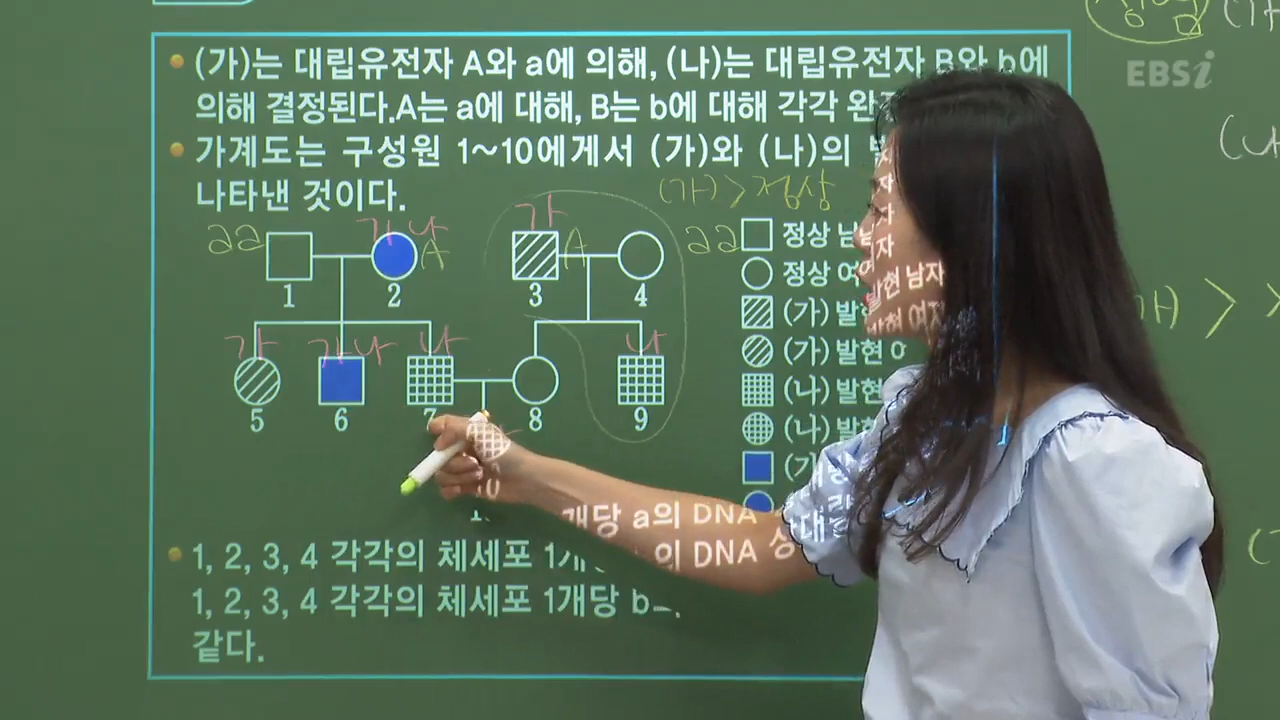 EBSi
(가)는 대립유전자 A와 a에 의해, (나)는 대립유전자 B와 b에
의해 결정된다.A는 a에 대해, B는 b에 대해 각각
가계도는 구성원 1~10에게서 (가)와 (나)의
나타낸 것이다.
(가) > 정상
aa 가 나 A 가 A aa
1 2 3 4
정상
정상 여
(가) 발현 남자
(가) 발현 여
(나)
(나)
가 가 나 나 나
5 6 7 8 9
10
1, 2, 3, 4 각각의 체세포 1개당 a의 DNA
1, 2, 3, 4 각각의 체세포 1개당 b의 DNA
같다.